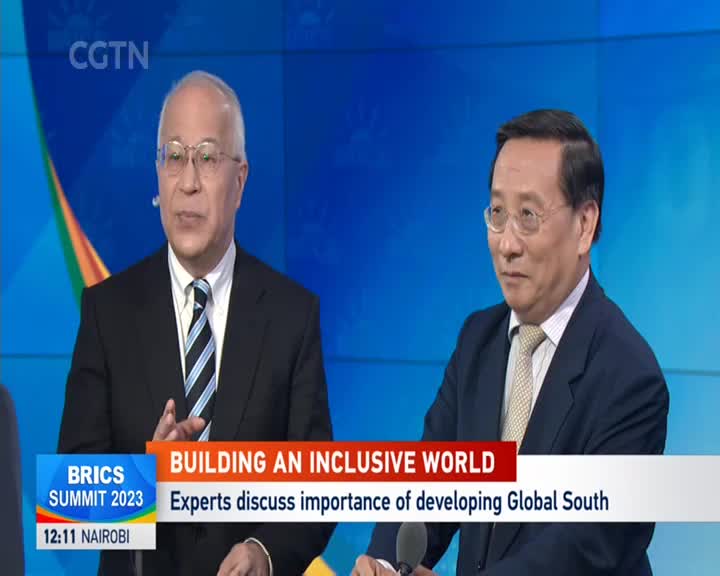 CGTN
BUILDING AN INCLUSIVE WORLD
BRICS
SUMMIT 2023
Experts discuss importance of developing Global South
12:11 NAIROBI